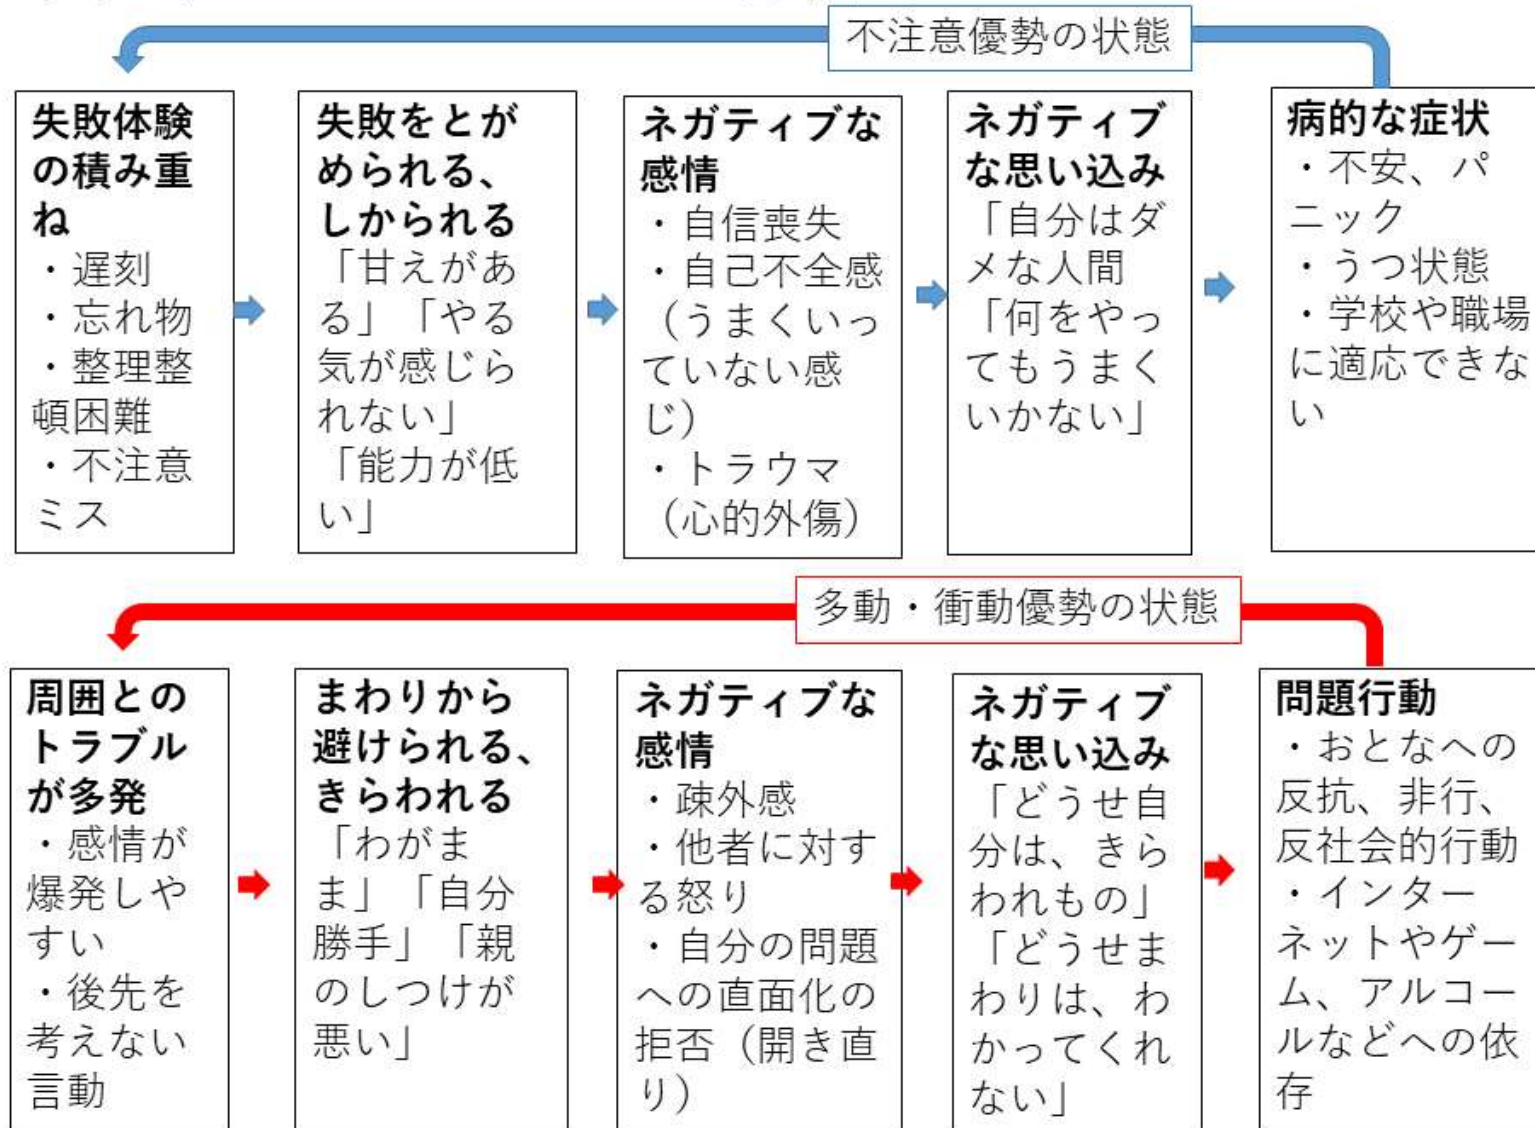 不注意優勢の状態
失敗体験
の積み重
ね
・遅刻
・忘れ物
・整理整
頓困難
・不注意
ミス
失敗をとが
められる、
しかられる
「甘えがあ
る」「やる
気が感じら
れない」
「能力が低
い」
ネガティブな
感情
・自信喪失
・自己不全感
（うまくいっ
ていない感
じ）
・トラウマ
（心的外傷）
ネガティブ
な思い込み
「自分はダ
メな人間
「何をやっ
てもうまく
いかない」
病的な症状
・不安、パ
ニック
・うつ状態
・学校や職場
に適応できな
い
多動・衝動優勢の状態
周囲との
トラブル
が多発
・感情が
爆発しや
すい
・後先を
考えない
言動
まわりから
避けられる、
きらわれる
「わがま
ま」「自分
勝手」「親
のしつけが
悪い」
ネガティブな
感情
・疎外感
・他者に対す
る怒り
・自分の問題
への直面化の
拒否（開き直
り）
ネガティブ
な思い込み
「どうせ自
分は、きら
われもの」
「どうせま
わりは、わ
かってくれ
ない」
問題行動
・おとなへの
反抗、非行、
反社会的行動
・インター
ネットやゲー
ム、アルコー
ルなどへの依
存